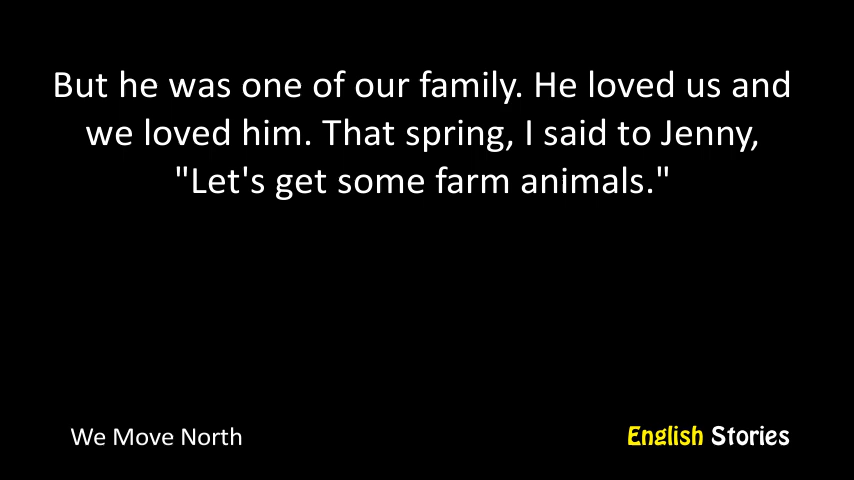 But he was one of our family. He loved us and
we loved him. That spring, I said to Jenny,
"Let's get some farm animals."
We Move North
English Stories